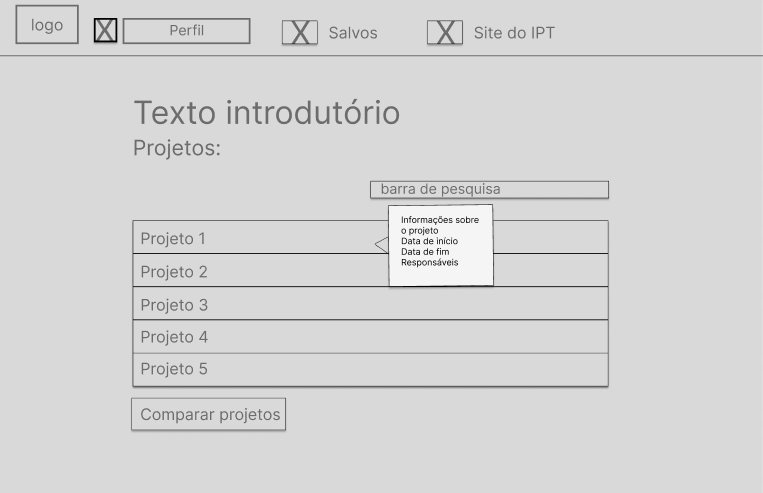 logo
Perfil
Salvos
Site do IPT
Texto introdutório
Projetos:
barra de pesquisa
Informações sobre
o projeto
Data de início
Data de fim
Responsáveis
Projeto 1
Projeto 2
Projeto 3
Projeto 4
Projeto 5
Comparar projetos